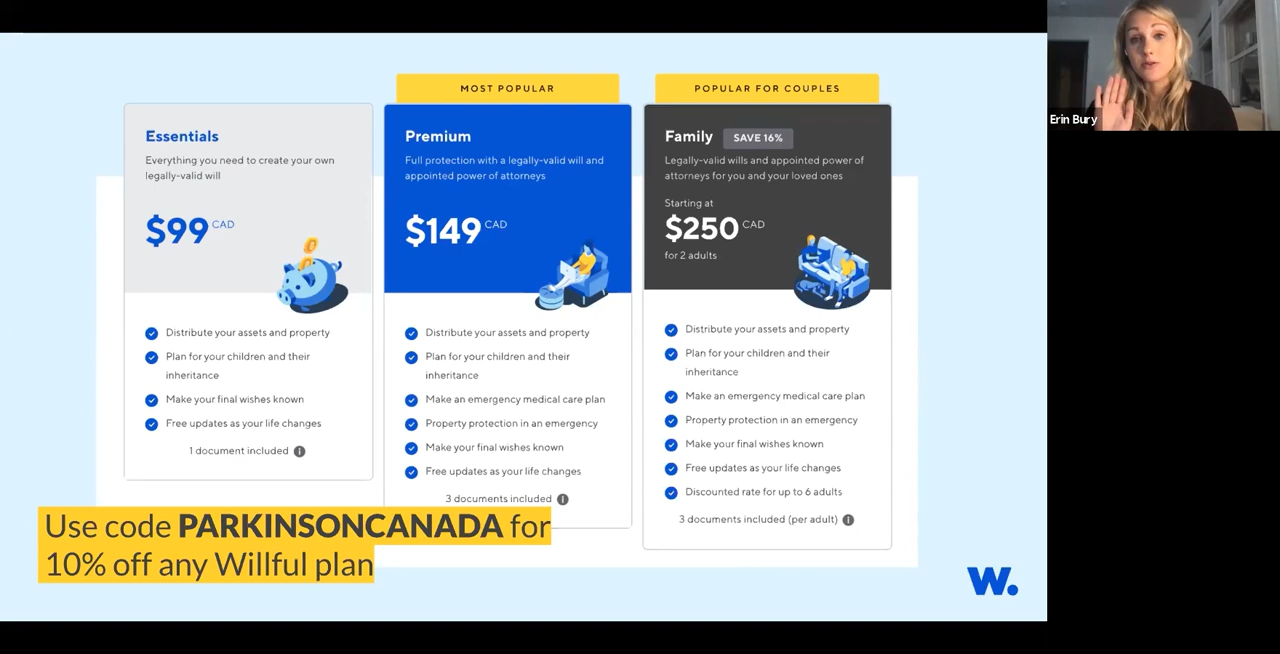 MOST POPULAR
POPULAR FOR COUPLES
Essentials
Everything you need to create your own
legally-valid will
$99 CAD
Distribute your assets and property
Plan for your children and their
inheritance
Make your final wishes known
Free updates as your life changes
1 document included
Premium
Full protection with a legally-valid will and
appointed power of attorneys
$149 CAD
Distribute your assets and property
Plan for your children and their
inheritance
Make an emergency medical care plan
Property protection in an emergency
Make your final wishes known
Free updates as your life changes
3 documents included
Family SAVE 16%
Legally-valid wills and appointed power of
attorneys for you and your loved ones
Starting at
$250 CAD
for 2 adults
Distribute your assets and property
Plan for your children and their
inheritance
Make an emergency medical care plan
Property protection in an emergency
Make your final wishes known
Free updates as your life changes
Discounted rate for up to 6 adults
3 documents included (per adult)
Use code PARKINSONCANADA for
10% off any Willful plan
W.
Erin Bury